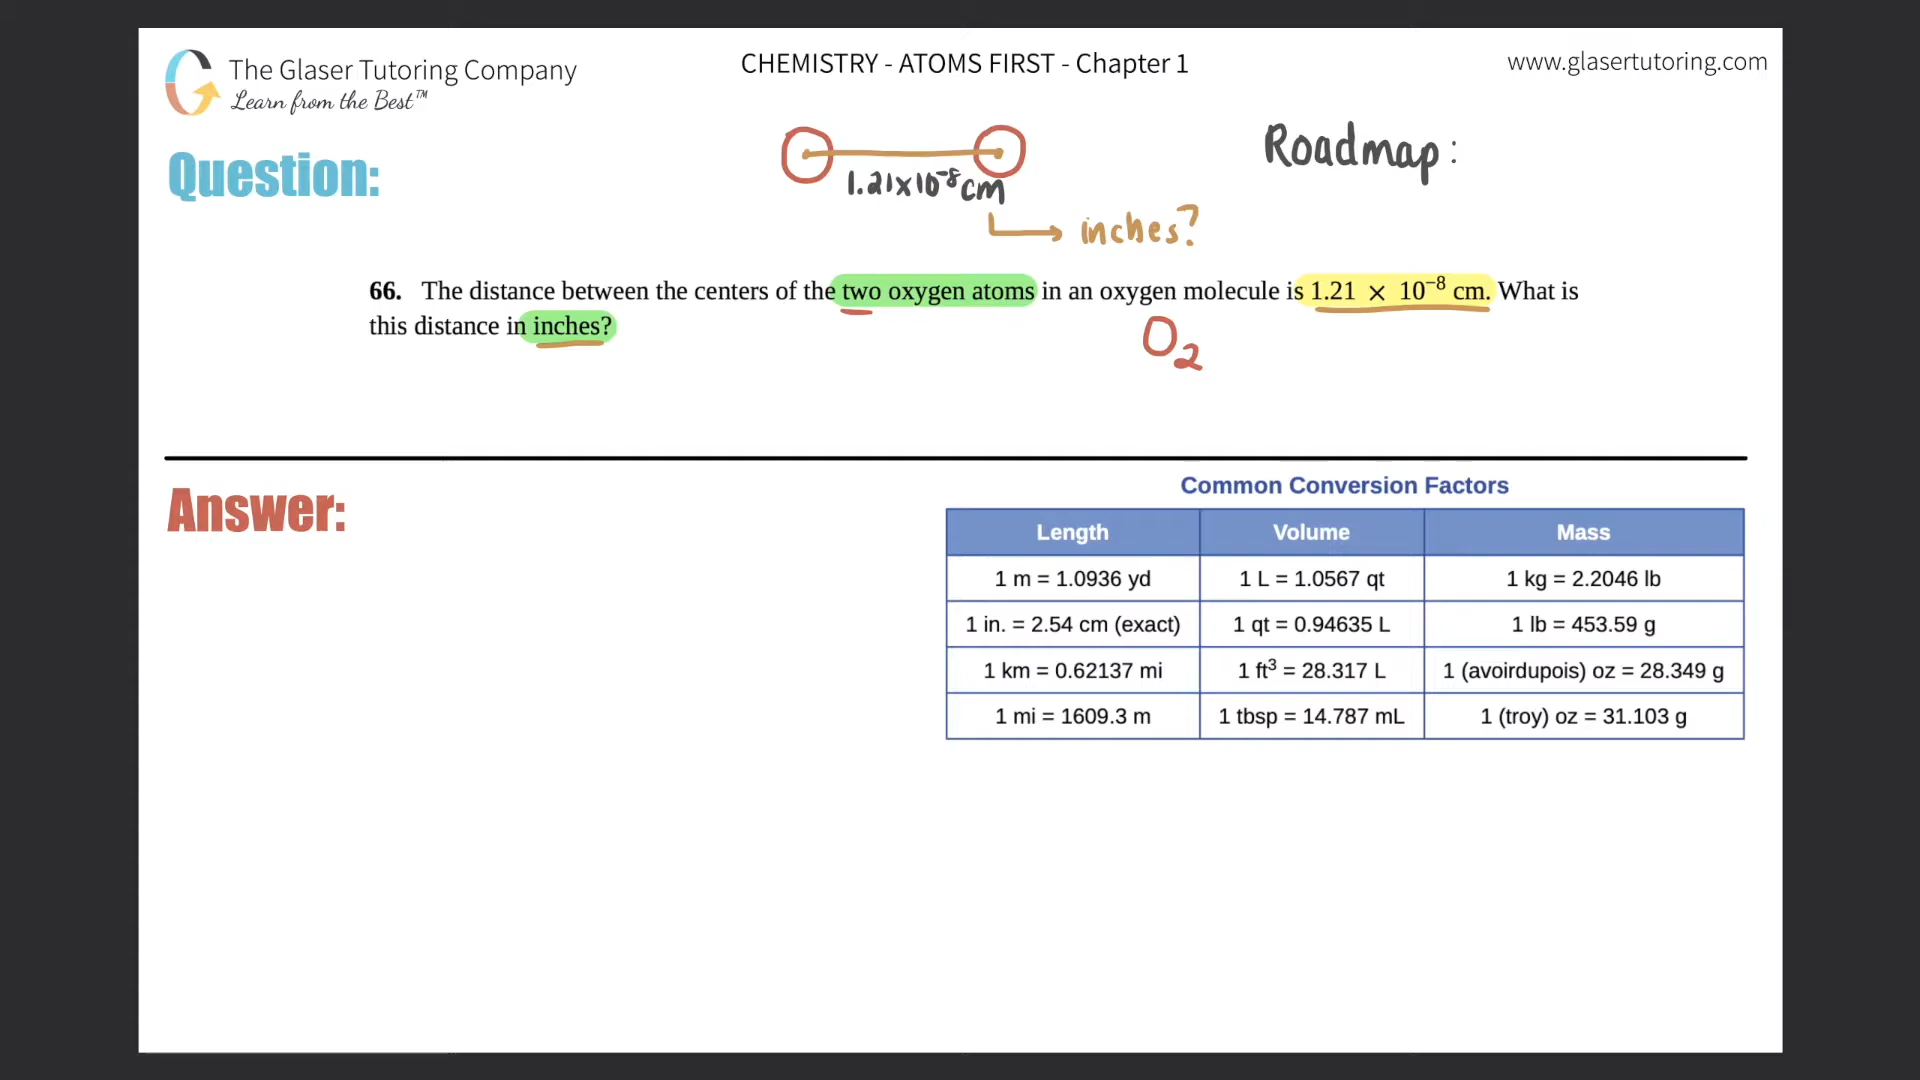 The Glaser Tutoring Company
Learn from the Best™
CHEMISTRY - ATOMS FIRST - Chapter 1
www.glasertutoring.com
Question:
1.21x10⁻⁸cm
inches?
Roadmap:
66. The distance between the centers of the two oxygen atoms in an oxygen molecule is 1.21 × 10⁻⁸ cm. What is
this distance in inches?
O₂
Answer:
Common Conversion Factors
Length Volume Mass
1 m = 1.0936 yd 1 L = 1.0567 qt 1 kg = 2.2046 lb
1 in. = 2.54 cm (exact) 1 qt = 0.94635 L 1 lb = 453.59 g
1 km = 0.62137 mi 1 ft³ = 28.317 L 1 (avoirdupois) oz = 28.349 g
1 mi = 1609.3 m 1 tbsp = 14.787 mL 1 (troy) oz = 31.103 g